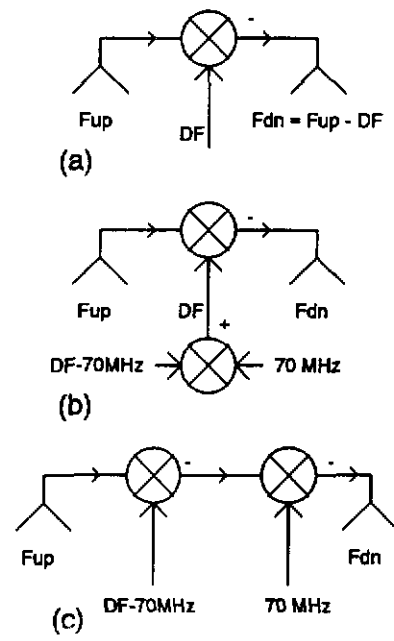 -
Fup
DF
Fdn = Fup - DF
(a)
-
Fup
DF
Fdn
+
DF-70MHz
70 MHz
(b)
-
-
Fup
Fdn
DF-70MHz
70 MHz
(c)